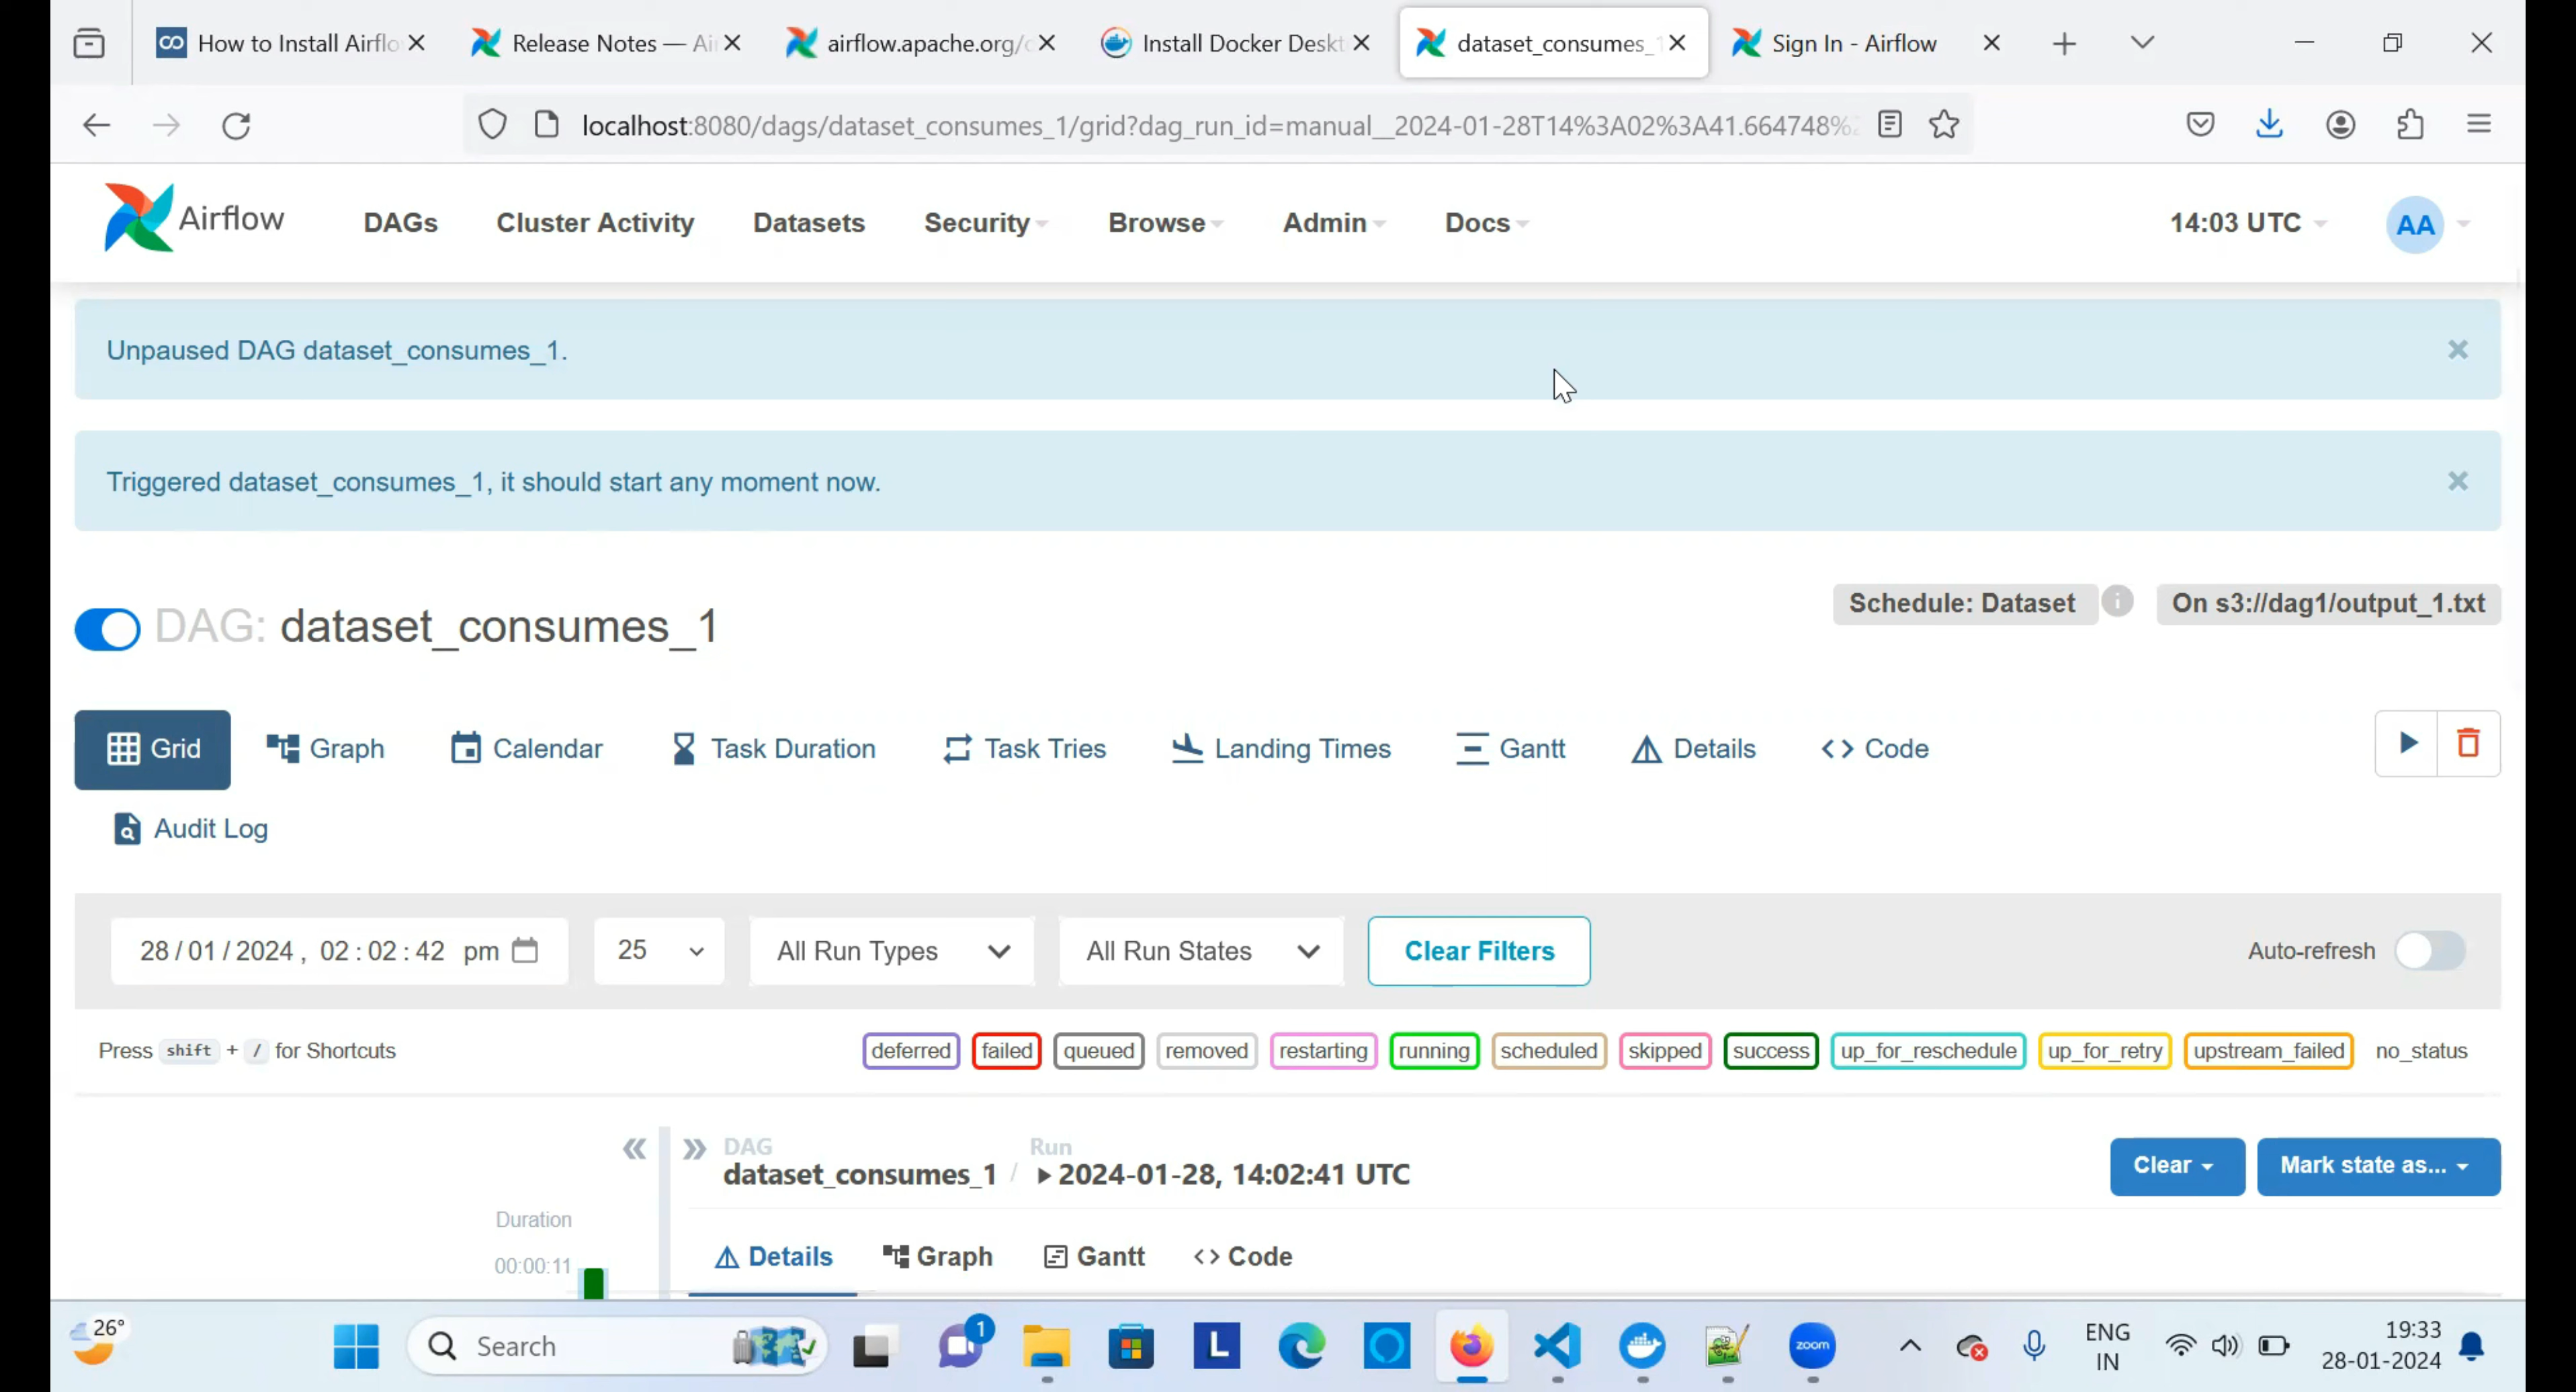 How to Install Airflo
Release Notes — Ai
airflow.apache.org/
Install Docker Deskt
dataset_consumes_1
Sign In - Airflow
localhost:8080/dags/dataset_consumes_1/grid?dag_run_id=manual__2024-01-28T14%3A02%3A41.664748%
Airflow
DAGs
Cluster Activity
Datasets
Security
Browse
Admin
Docs
14:03 UTC
AA
Unpaused DAG dataset_consumes_1.
Triggered dataset_consumes_1, it should start any moment now.
DAG: dataset_consumes_1
Schedule: Dataset
On s3://dag1/output_1.txt
Grid
Graph
Calendar
Task Duration
Task Tries
Landing Times
Gantt
Details
Code
Audit Log
28/01/2024, 02:02:42 pm
25
All Run Types
All Run States
Clear Filters
Auto-refresh
Press shift + / for Shortcuts
deferred
failed
queued
removed
restarting
running
scheduled
skipped
success
up_for_reschedule
up_for_retry
upstream_failed
no_status
DAG
dataset_consumes_1 /
Run
2024-01-28, 14:02:41 UTC
Clear
Mark state as...
Duration
00:00:11
Details
Graph
Gantt
Code
26°
Search
1
L
zoom
ENG
IN
19:33
28-01-2024